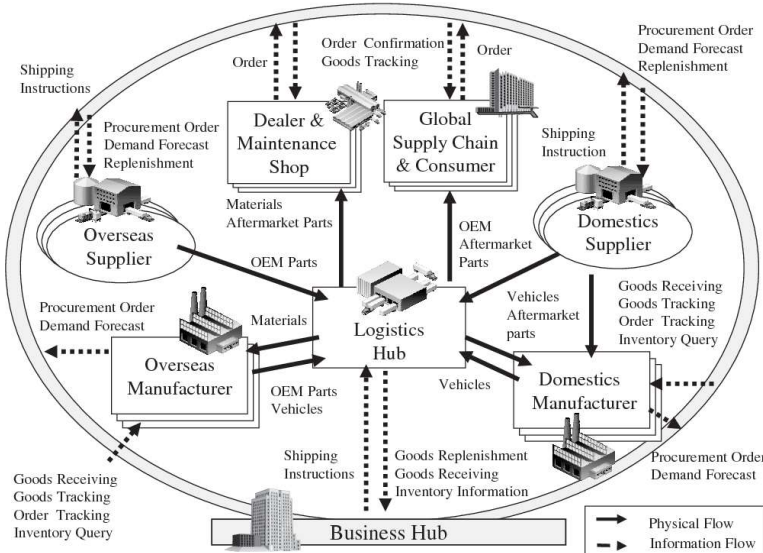 Order
Order Confirmation
Goods Tracking
Order
Procurement Order
Demand Forecast
Replenishment
Shipping
Instructions
Procurement Order
Demand Forecast
Replenishment
Dealer &
Maintenance
Shop
Global
Supply Chain
& Consumer
Shipping
Instruction
Overseas
Supplier
Materials
Aftermarket Parts
OEM
Aftermarket
Parts
Domestics
Supplier
OEM Parts
Procurement Order
Demand Forecast
Materials
Logistics
Hub
Vehicles
Aftermarket
parts
Goods Receiving
Goods Tracking
Order Tracking
Inventory Query
Overseas
Manufacturer
OEM Parts
Vehicles
Vehicles
Domestics
Manufacturer
Goods Receiving
Goods Tracking
Order Tracking
Inventory Query
Shipping
Instructions
Goods Replenishment
Goods Receiving
Inventory Information
Procurement Order
Demand Forecast
Business Hub
Physical Flow
Information Flow